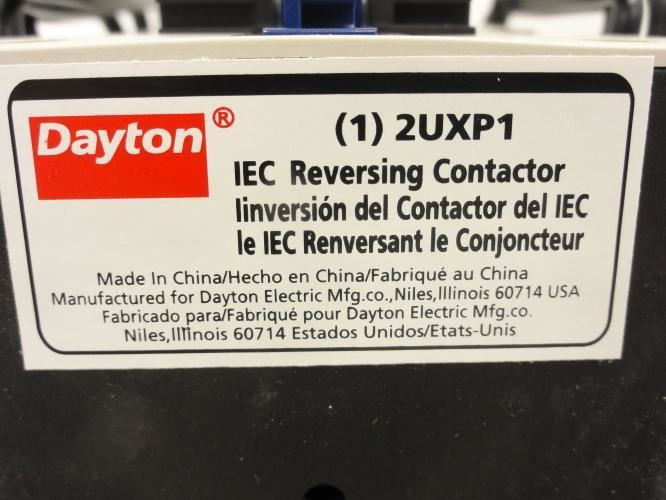 Dayton®
(1) 2UXP1
IEC Reversing Contactor
Iinversión del Contactor del IEC
le IEC Renversant le Conjoncteur
Made In China/Hecho en China/Fabriqué au China
Manufactured for Dayton Electric Mfg.co.,Niles,Illinois 60714 USA
Fabricado para/Fabriqué pour Dayton Electric Mfg.co.
Niles,Illinois 60714 Estados Unidos/Etats-Unis